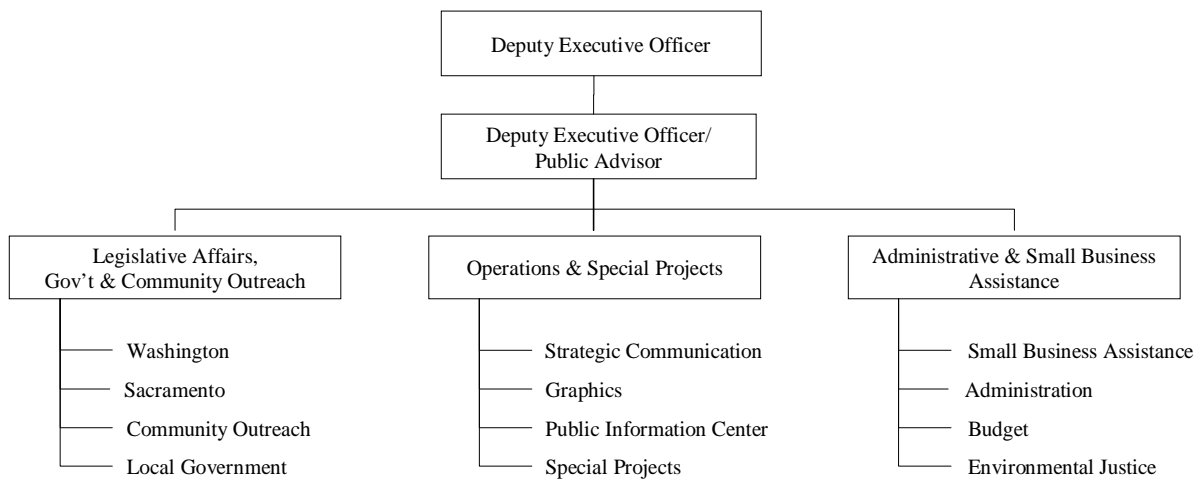 Deputy Executive Officer
Deputy Executive Officer/
Public Advisor
Legislative Affairs,
Gov’t & Community Outreach
Washington
Sacramento
Community Outreach
Local Government
Operations & Special Projects
Strategic Communication
Graphics
Public Information Center
Special Projects
Administrative & Small Business
Assistance
Small Business Assistance
Administration
Budget
Environmental Justice